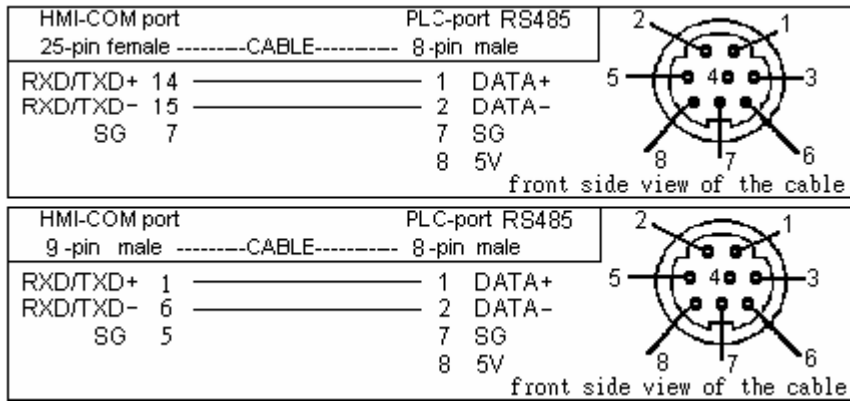 HMI-COM port PLC-port RS485
25-pin female ---------CABLE----------- 8-pin male
RXD/TXD+ 14 1 DATA+
RXD/TXD- 15 2 DATA-
SG 7 7 SG
8 5V
2 1
5 4 3
8 7 6
front side view of the cable
HMI-COM port PLC-port RS485
9-pin male ---------CABLE----------- 8-pin male
RXD/TXD+ 1 1 DATA+
RXD/TXD- 6 2 DATA-
SG 5 7 SG
8 5V
2 1
5 4 3
8 7 6
front side view of the cable